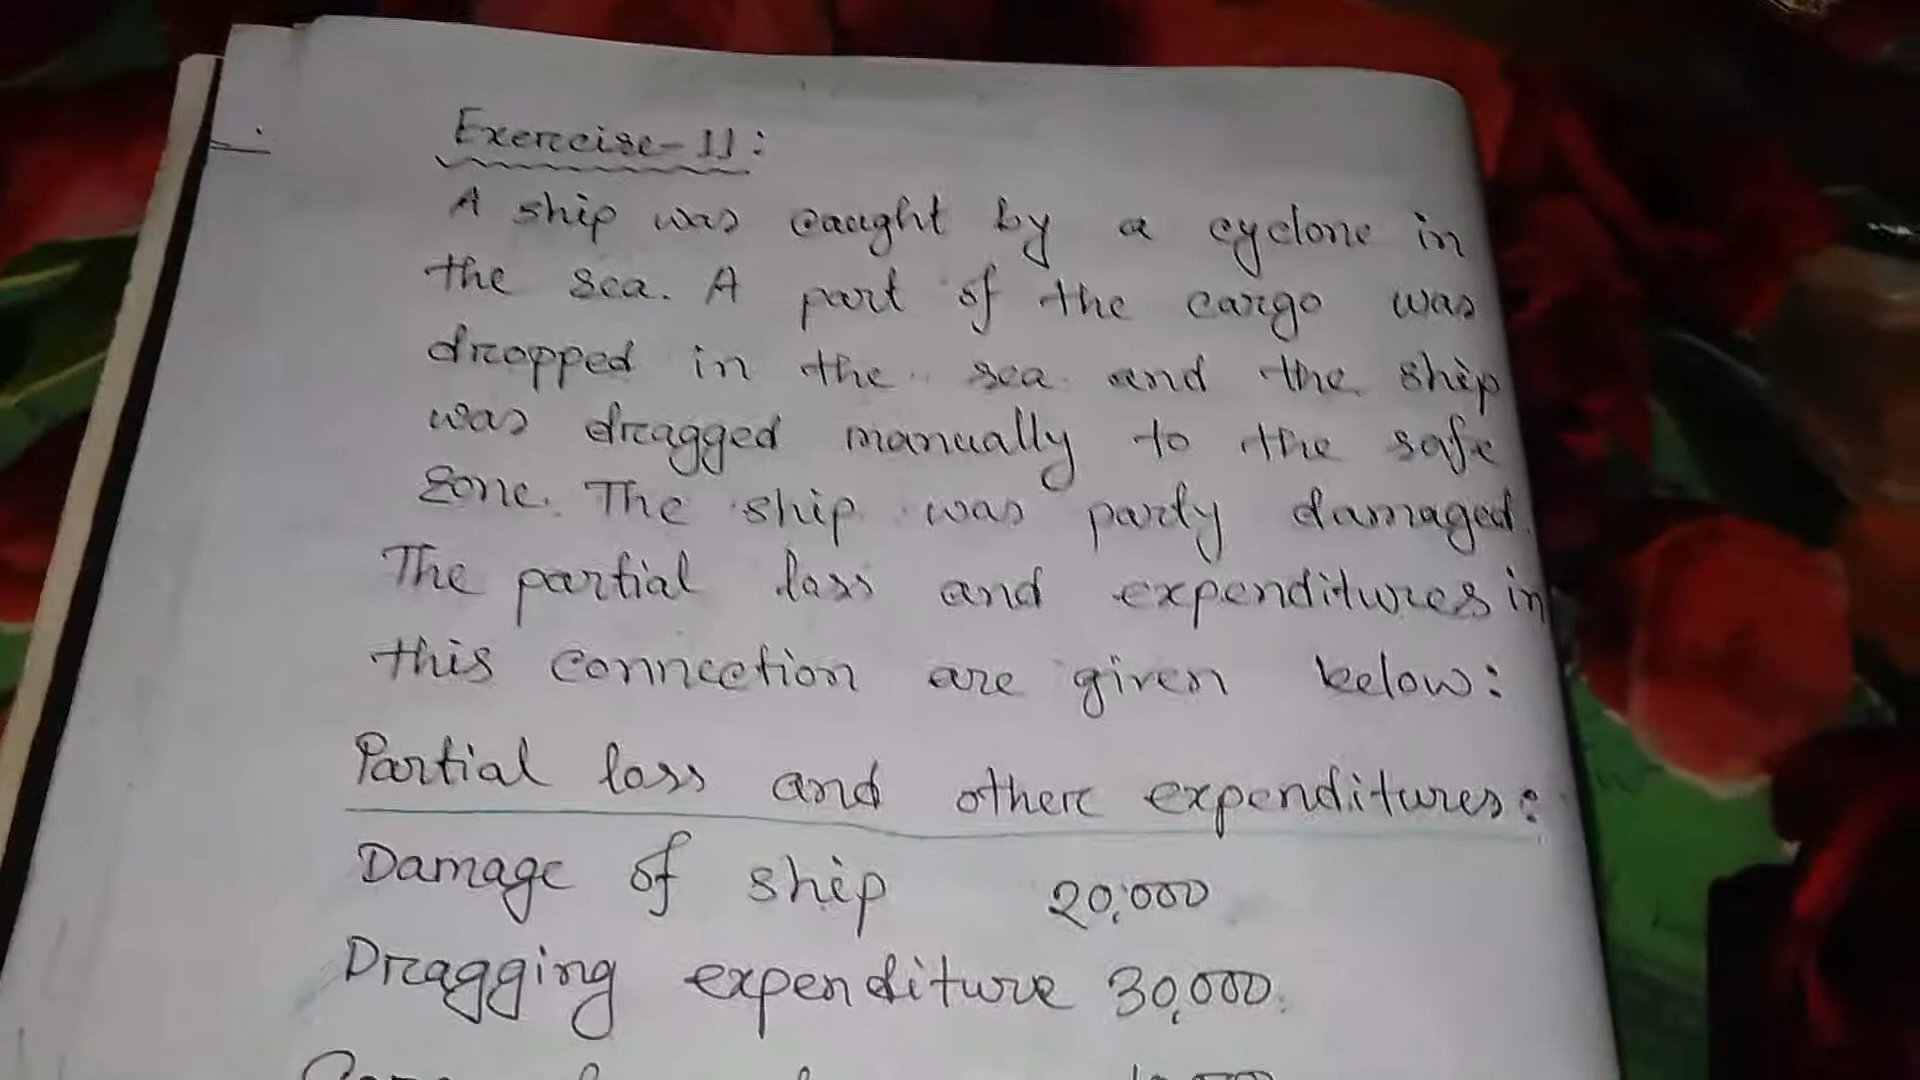 Exercise-11:
A ship was caught by a cyclone in
the sea. A part of the cargo was
dropped in the sea and the ship
was dragged manually to the safe
zone. The ship was party damaged.
The partial loss and expenditures in
this connection are given below:
Partial loss and other expenditures:
Damage of ship 20,000
Dragging expenditure 30,000.